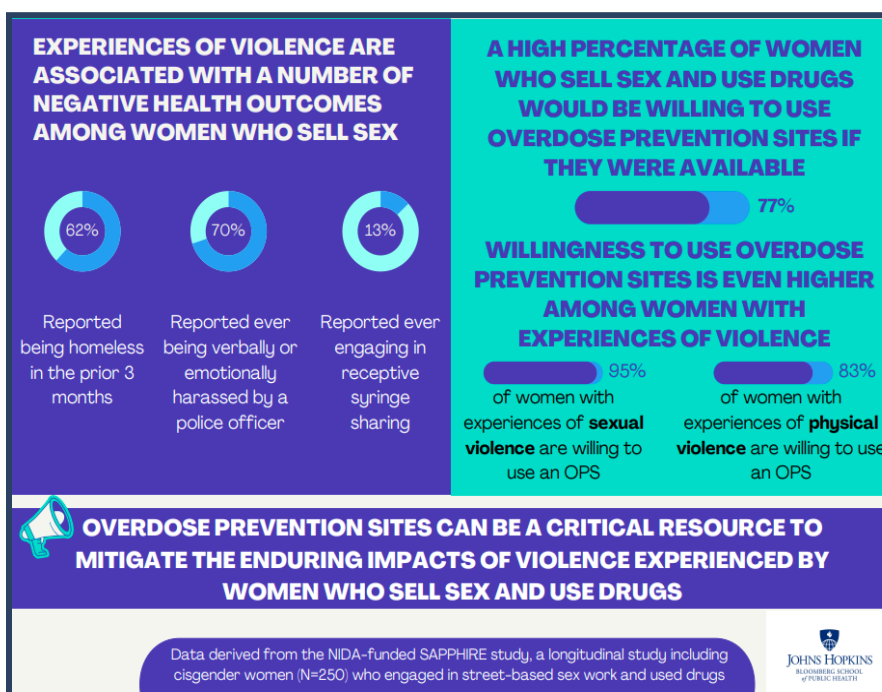 EXPERIENCES OF VIOLENCE ARE
ASSOCIATED WITH A NUMBER OF
NEGATIVE HEALTH OUTCOMES
AMONG WOMEN WHO SELL SEX
62%
70%
13%
Reported
being homeless
in the prior 3
months
Reported ever
being verbally or
emotionally
harassed by a
police officer
Reported ever
engaging in
receptive
syringe
sharing
A HIGH PERCENTAGE OF WOMEN
WHO SELL SEX AND USE DRUGS
WOULD BE WILLING TO USE
OVERDOSE PREVENTION SITES IF
THEY WERE AVAILABLE
77%
WILLINGNESS TO USE OVERDOSE
PREVENTION SITES IS EVEN HIGHER
AMONG WOMEN WITH
EXPERIENCES OF VIOLENCE
95%
of women with
experiences of sexual
violence are willing to
use an OPS
83%
of women with
experiences of physical
violence are willing to use
an OPS
OVERDOSE PREVENTION SITES CAN BE A CRITICAL RESOURCE TO
MITIGATE THE ENDURING IMPACTS OF VIOLENCE EXPERIENCED BY
WOMEN WHO SELL SEX AND USE DRUGS
Data derived from the NIDA-funded SAPPHIRE study, a longitudinal study including
cisgender women (N=250) who engaged in street-based sex work and used drugs
JOHNS HOPKINS
BLOOMBERG SCHOOL
of PUBLIC HEALTH